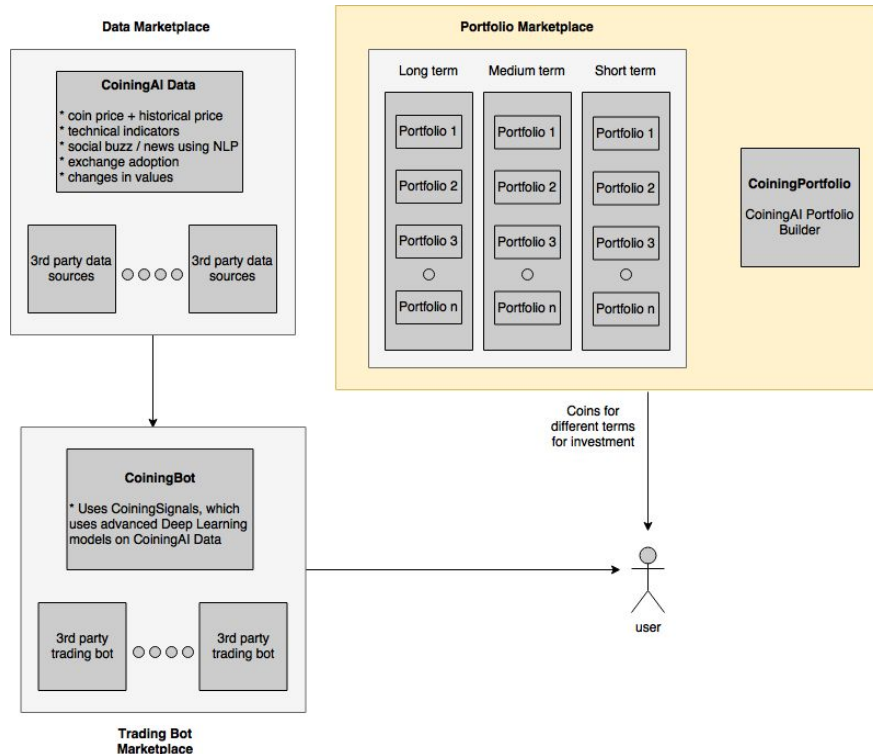 Data Marketplace
CoiningAI Data
* coin price + historical price
* technical indicators
* social buzz / news using NLP
* exchange adoption
* changes in values
3rd party data
sources
3rd party data
sources
Portfolio Marketplace
Long term
Medium term
Short term
Portfolio 1
Portfolio 2
Portfolio 3
Portfolio n
Portfolio 1
Portfolio 2
Portfolio 3
Portfolio n
Portfolio 1
Portfolio 2
Portfolio 3
Portfolio n
CoiningPortfolio
CoiningAI Portfolio
Builder
Coins for
different terms
for investment
CoiningBot
* Uses CoiningSignals, which
uses advanced Deep Learning
models on CoiningAI Data
3rd party
trading bot
3rd party
trading bot
user
Trading Bot
Marketplace